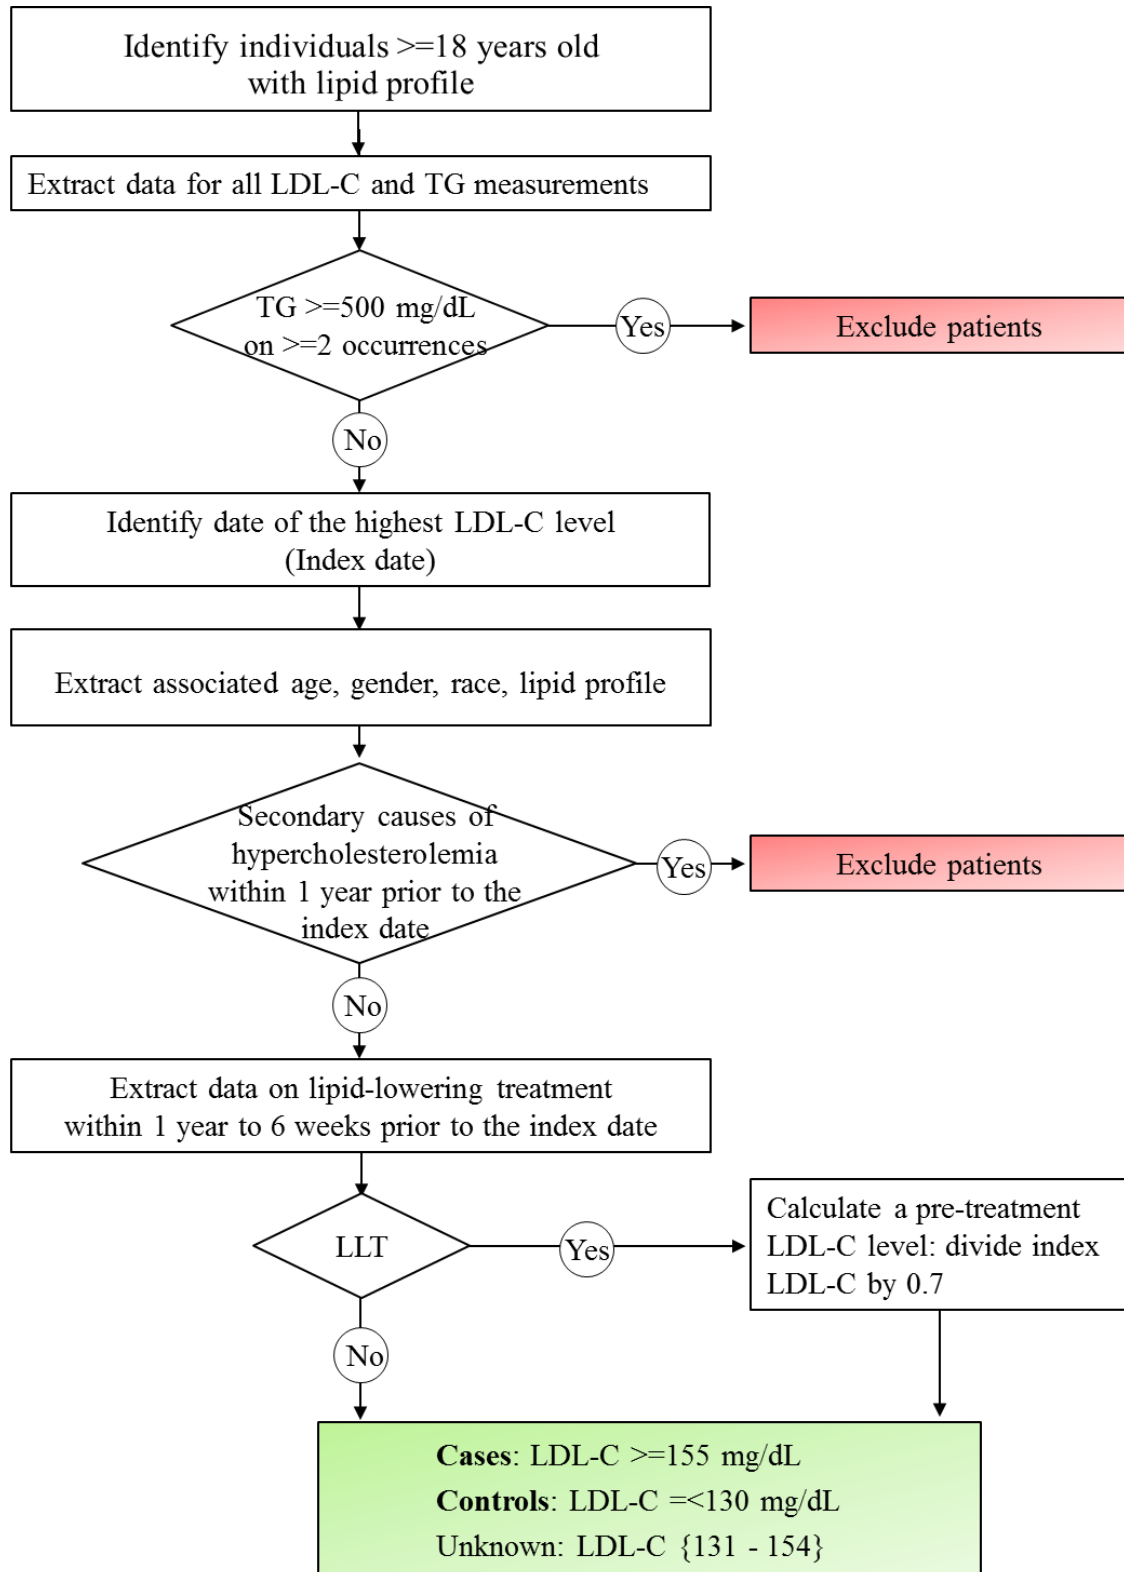 Identify individuals >=18 years old
with lipid profile
Extract data for all LDL-C and TG measurements
TG >=500 mg/dL
on >=2 occurrences
Yes
Exclude patients
No
Identify date of the highest LDL-C level
(Index date)
Extract associated age, gender, race, lipid profile
Secondary causes of
hypercholesterolemia
within 1 year prior to the
index date
Yes
Exclude patients
No
Extract data on lipid-lowering treatment
within 1 year to 6 weeks prior to the index date
LLT
Yes
Calculate a pre-treatment
LDL-C level: divide index
LDL-C by 0.7
No
Cases: LDL-C >=155 mg/dL
Controls: LDL-C =<130 mg/dL
Unknown: LDL-C {131 - 154}